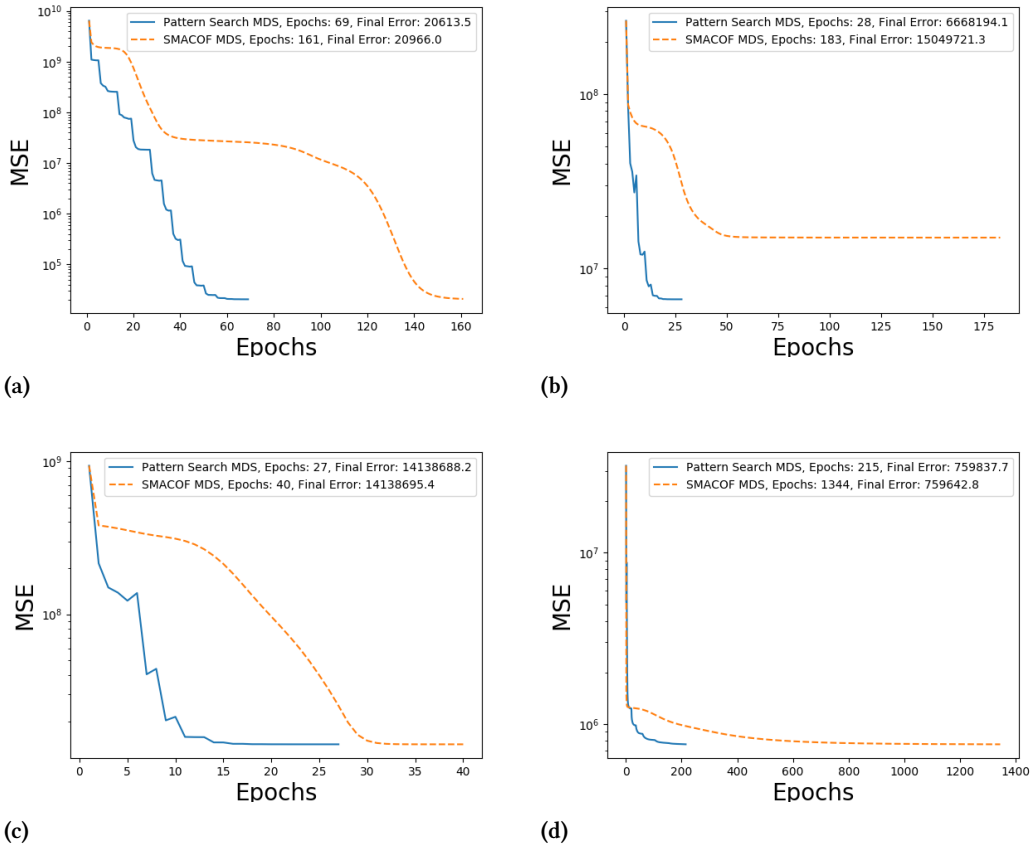 Pattern Search MDS, Epochs: 69, Final Error: 20613.5
SMACOF MDS, Epochs: 161, Final Error: 20966.0
MSE
10^10
10^9
10^8
10^7
10^6
10^5
0 20 40 60 80 100 120 140 160
Epochs
(a)
Pattern Search MDS, Epochs: 28, Final Error: 6668194.1
SMACOF MDS, Epochs: 183, Final Error: 15049721.3
MSE
10^8
10^7
0 25 50 75 100 125 150 175
Epochs
(b)
Pattern Search MDS, Epochs: 27, Final Error: 14138688.2
SMACOF MDS, Epochs: 40, Final Error: 14138695.4
MSE
10^9
10^8
0 5 10 15 20 25 30 35 40
Epochs
(c)
Pattern Search MDS, Epochs: 215, Final Error: 759837.7
SMACOF MDS, Epochs: 1344, Final Error: 759642.8
MSE
10^7
10^6
0 200 400 600 800 1000 1200 1400
Epochs
(d)